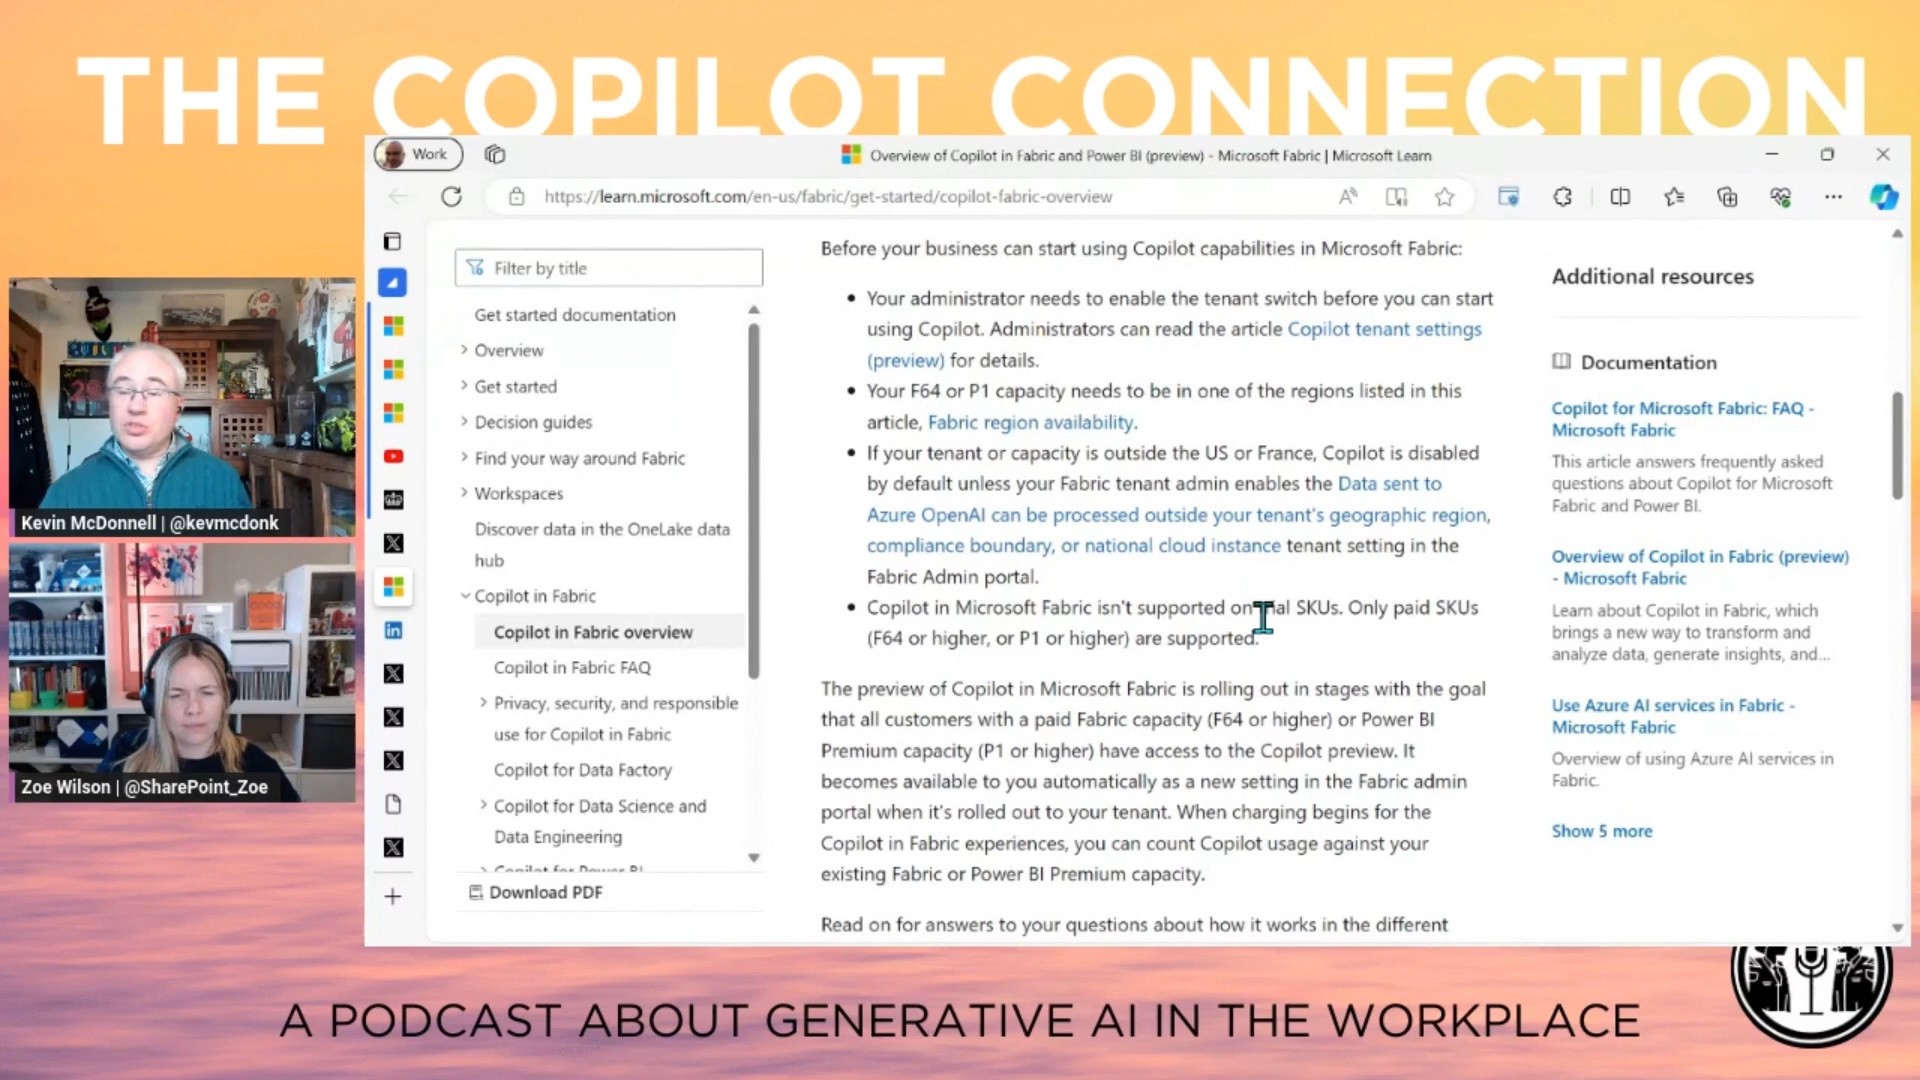 THE COPILOT CONNECTION
Work
Overview of Copilot in Fabric and Power BI (preview) - Microsoft Fabric | Microsoft Learn
https://learn.microsoft.com/en-us/fabric/get-started/copilot-fabric-overview
Filter by title
Get started documentation
Overview
Get started
Decision guides
Find your way around Fabric
Workspaces
Discover data in the OneLake data
hub
Copilot in Fabric
Copilot in Fabric overview
Copilot in Fabric FAQ
Privacy, security, and responsible
use for Copilot in Fabric
Copilot for Data Factory
Copilot for Data Science and
Data Engineering
Copilot for Power BI
Download PDF
Before your business can start using Copilot capabilities in Microsoft Fabric:
Your administrator needs to enable the tenant switch before you can start
using Copilot. Administrators can read the article Copilot tenant settings
(preview) for details.
Your F64 or P1 capacity needs to be in one of the regions listed in this
article, Fabric region availability.
If your tenant or capacity is outside the US or France, Copilot is disabled
by default unless your Fabric tenant admin enables the Data sent to
Azure OpenAI can be processed outside your tenant's geographic region,
compliance boundary, or national cloud instance tenant setting in the
Fabric Admin portal.
Copilot in Microsoft Fabric isn't supported on SKUs. Only paid SKUs
(F64 or higher, or P1 or higher) are supported.
The preview of Copilot in Microsoft Fabric is rolling out in stages with the goal
that all customers with a paid Fabric capacity (F64 or higher) or Power BI
Premium capacity (P1 or higher) have access to the Copilot preview. It
becomes available to you automatically as a new setting in the Fabric admin
portal when it's rolled out to your tenant. When charging begins for the
Copilot in Fabric experiences, you can count Copilot usage against your
existing Fabric or Power BI Premium capacity.
Read on for answers to your questions about how it works in the different
Additional resources
Documentation
Copilot for Microsoft Fabric: FAQ -
Microsoft Fabric
This article answers frequently asked
questions about Copilot for Microsoft
Fabric and Power BI.
Overview of Copilot in Fabric (preview)
- Microsoft Fabric
Learn about Copilot in Fabric, which
brings a new way to transform and
analyze data, generate insights, and...
Use Azure AI services in Fabric -
Microsoft Fabric
Overview of using Azure AI services in
Fabric.
Show 5 more
Kevin McDonnell | @kevmcdonk
Zoe Wilson | @SharePoint_Zoe
A PODCAST ABOUT GENERATIVE AI IN THE WORKPLACE